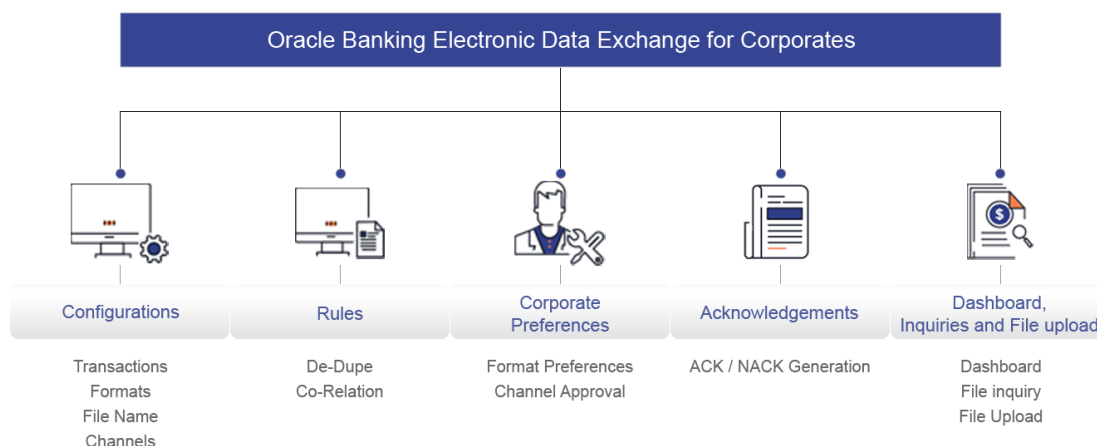 Oracle Banking Electronic Data Exchange for Corporates
Configurations
Transactions
Formats
File Name
Channels
Rules
De-Dupe
Co-Relation
Corporate
Preferences
Format Preferences
Channel Approval
Acknowledgements
ACK / NACK Generation
Dashboard,
Inquiries and File upload
Dashboard
File inquiry
File Upload